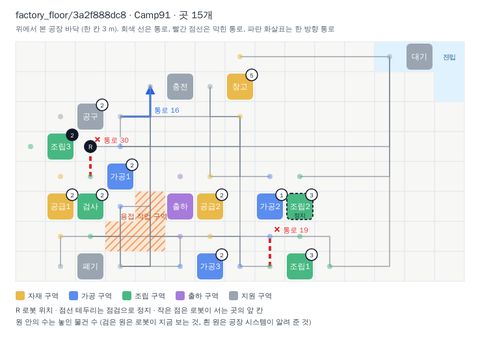 factory_floor/3a2f888dc8 · Camp91 · 곳 15개
위에서 본 공장 바닥 (한 칸 3 m). 회색 선은 통로, 빨간 점선은 막힌 통로, 파란 화살표는 한 방향 통로
대기
진입
충전
창고
5
통로 16
공구
2
조립3
2
R
✕ 통로 30
가공1
2
공급1
2
검사
2
용접 작업 구역
출하
공급2
2
가공2
1
조립2
3
✕ 통로 19
폐기
가공3
2
조립1
3
자재 구역
가공 구역
조립 구역
출하 구역
지원 구역
R 로봇 위치 · 점선 테두리는 점검으로 정지 · 작은 점은 로봇이 서는 곳의 앞 칸
원 안의 수는 놓인 물건 수 (검은 원은 로봇이 지금 보는 것, 흰 원은 공장 시스템이 알려 준 것)